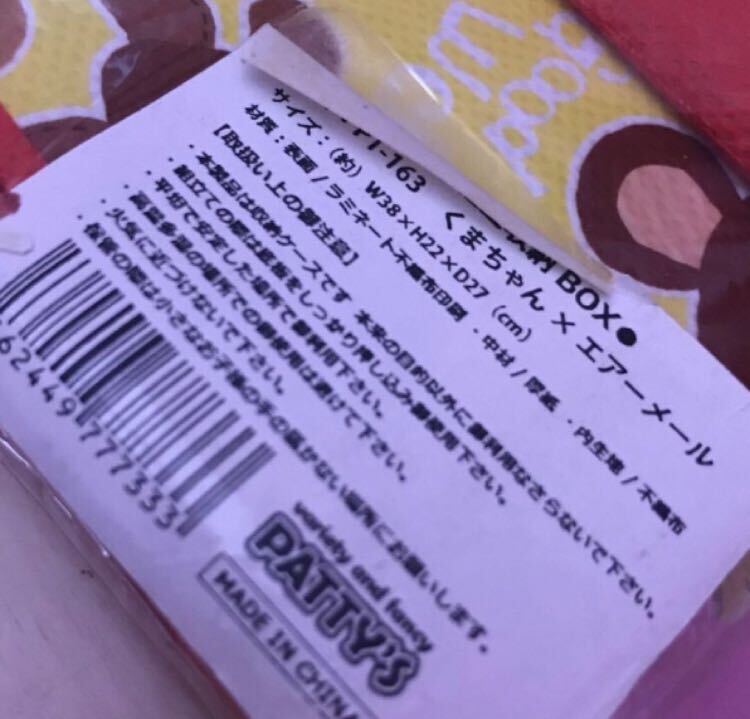 収納BOX●
PT-163 くまちゃん×エアーメール
サイズ:(約)W38×H22×D27(cm)
材質:表面/ラミネート不織布印刷・中材/厚紙・内生地/不織布
【取扱い上の御注意】
・本製品は収納ケースです 本来の目的以外に御利用なさらないで下さい。
・組立ての際は底板をしっかり押し込み御使用下さい。
・平坦で安定した場所で御利用下さい。
・高温多湿の場所での御使用は避けて下さい。
・火気に近づけないで下さい。
・保管の際は小さなお子様の手の届かない場所にお願いします。
62449777333
variety and fancy
PATTY'S
MADE IN CHINA